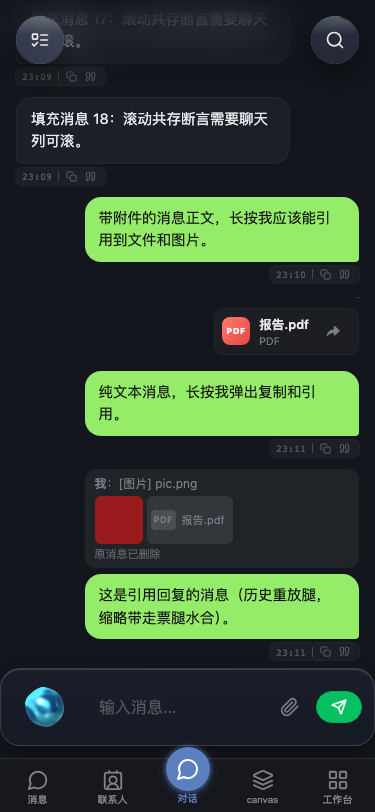 填充消息 17：滚动共存断言需要聊天
滚。
23:09
填充消息 18：滚动共存断言需要聊天
列可滚。
23:09
带附件的消息正文，长按我应该能引
用到文件和图片。
23:10
PDF
报告.pdf
PDF
纯文本消息，长按我弹出复制和引
用。
23:11
我：[图片] pic.png
PDF
报告.pdf
原消息已删除
这是引用回复的消息（历史重放腿，
缩略带走票腿水合）。
23:11
输入消息...
消息
联系人
对话
canvas
工作台